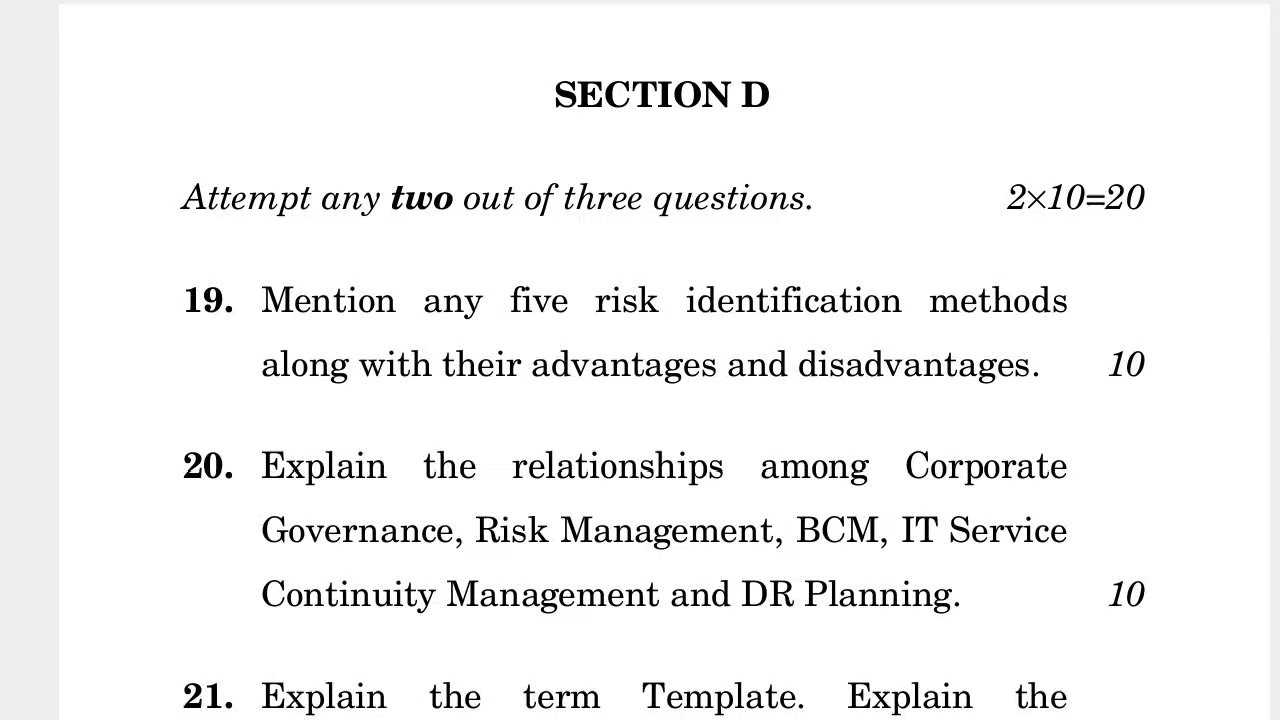 SECTION D
Attempt any two out of three questions. 2×10=20
19. Mention any five risk identification methods
along with their advantages and disadvantages. 10
20. Explain the relationships among Corporate
Governance, Risk Management, BCM, IT Service
Continuity Management and DR Planning. 10
21. Explain the term Template. Explain the